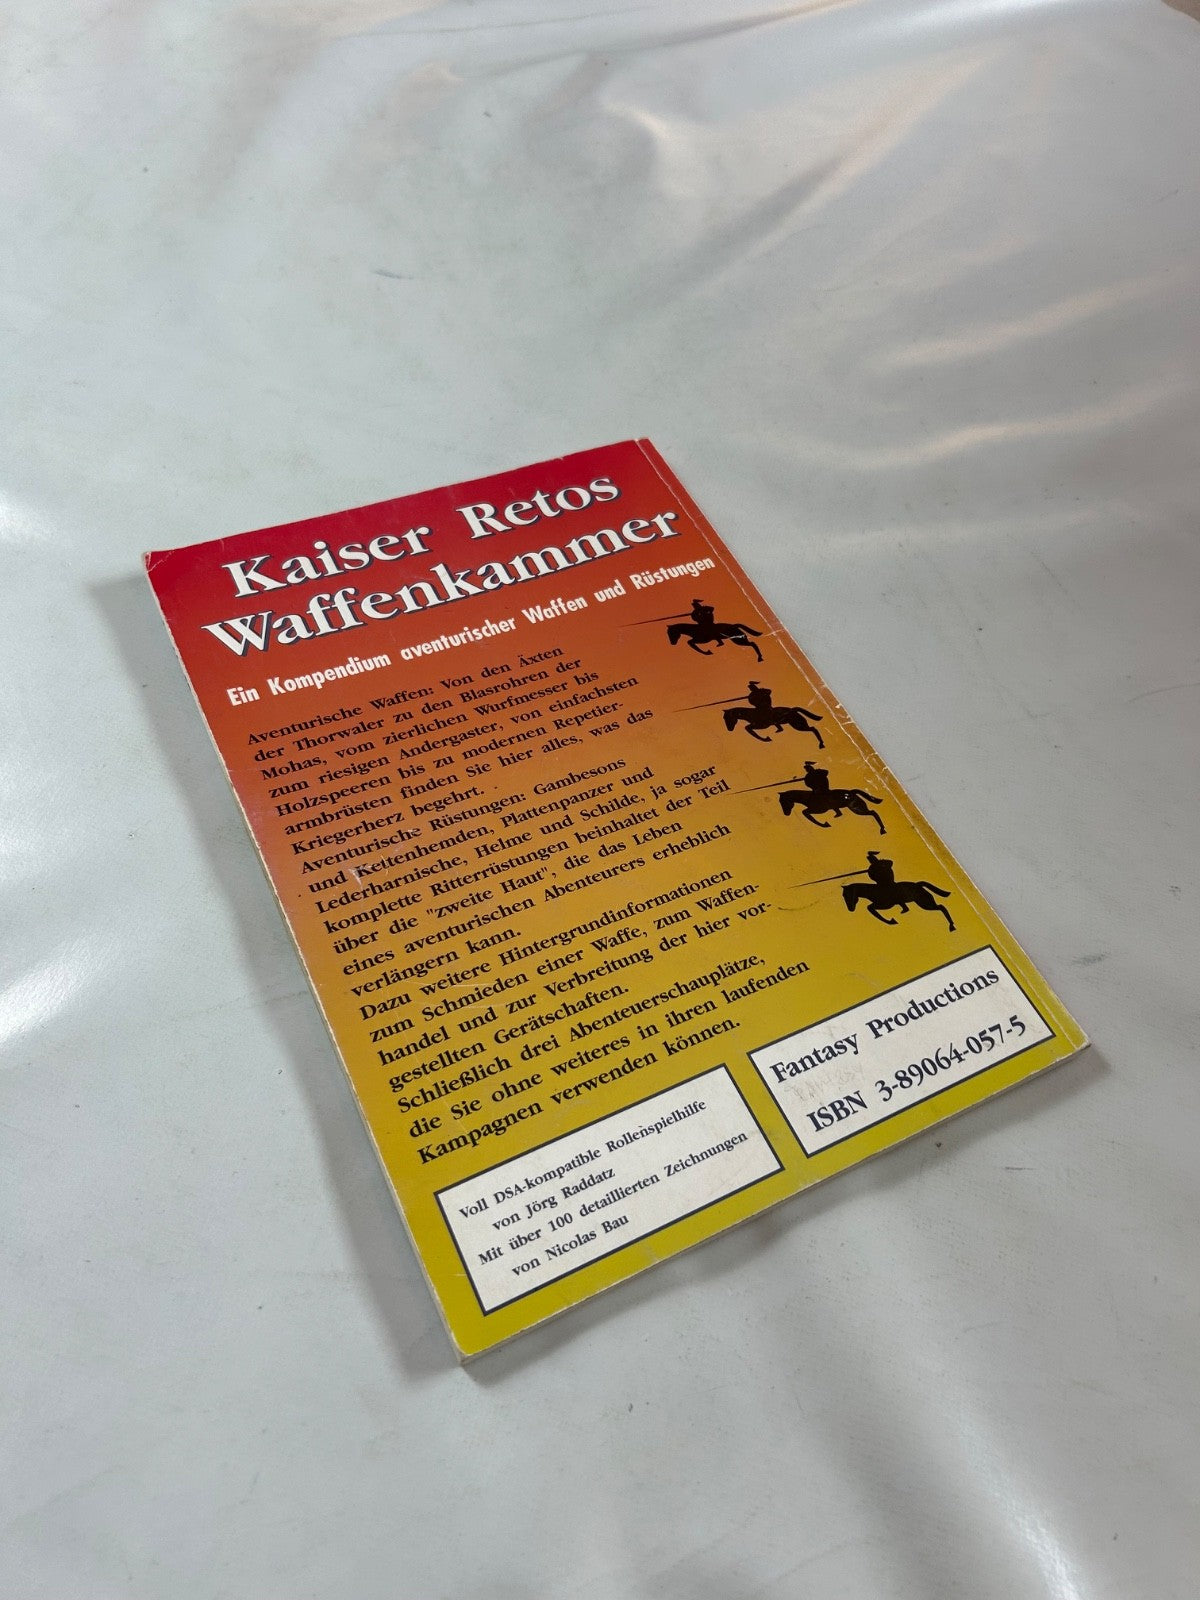 Kaiser Retos
Waffenkammer
Ein Kompendium aventurischer Waffen und Rüstungen
Aventurische Waffen: Von den Äxten
der Thorwaler zu den Blasrohren der
Mohas, vom zierlichen Wurfmesser bis
zum riesigen Andergaster, von einfachsten
Holzspeeren bis zu modernen Repetier-
armbrüsten finden Sie hier alles, was das
Kriegerherz begehrt.
Aventurische Rüstungen: Gambesons
und Kettenhemden, Plattenpanzer und
Lederharnische, Helme und Schilde, ja sogar
komplette Ritterrüstungen beinhaltet der Teil
über die "zweite Haut", die das Leben
eines aventurischen Abenteurers erheblich
verlängern kann.
Dazu weitere Hintergrundinformationen
zum Schmieden einer Waffe, zum Waffen-
handel und zur Verbreitung der hier vor-
gestellten Gerätschaften.
Schließlich drei Abenteuerschauplätze,
die Sie ohne weiteres in ihren laufenden
Kampagnen verwenden können.
Voll DSA-kompatible Rollenspielhilfe
von Jörg Raddatz
Mit über 100 detaillierten Zeichnungen
von Nicolas Bau
Fantasy Productions
ISBN 3-89064-057-5